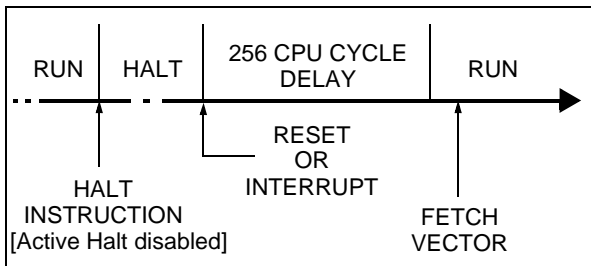 RUN
HALT
256 CPU CYCLE
DELAY
RUN
RESET
OR
INTERRUPT
HALT
INSTRUCTION
[Active Halt disabled]
FETCH
VECTOR